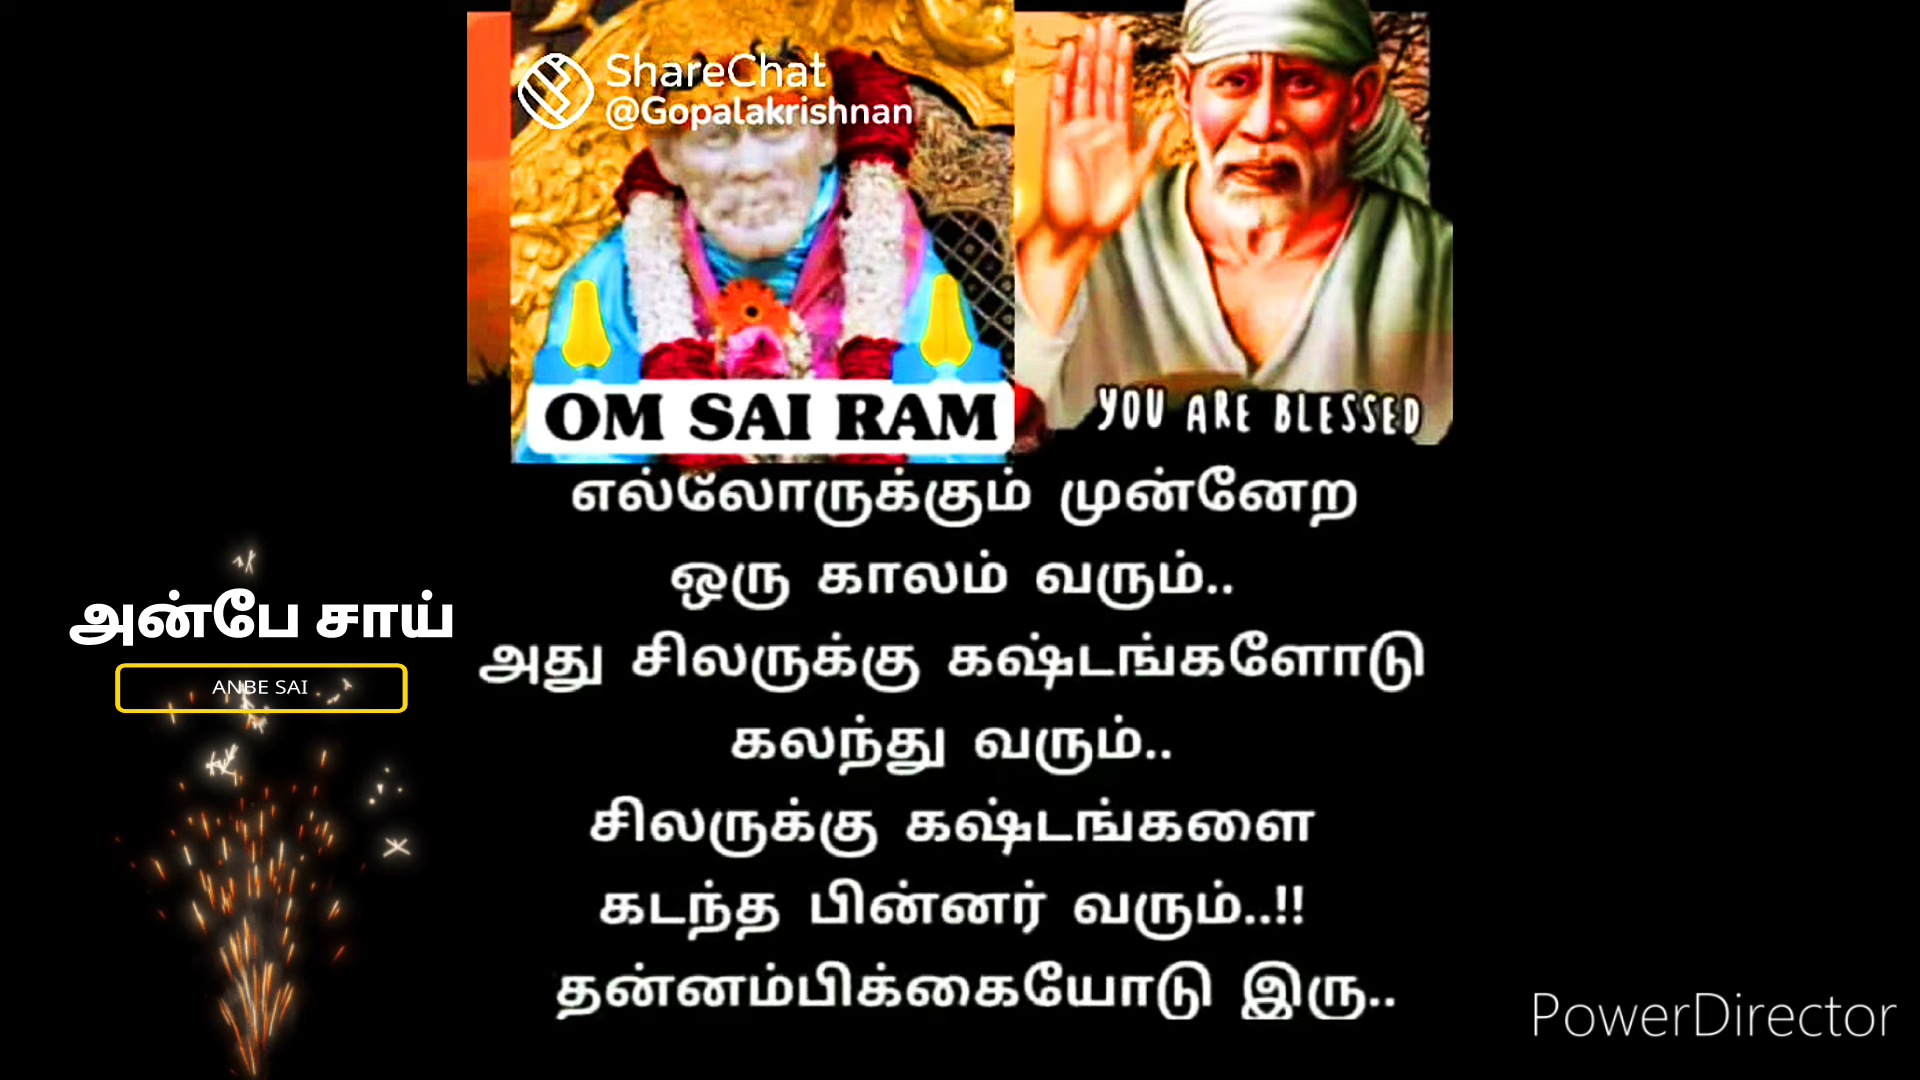 ShareChat
@Gopalakrishnan
OM SAI RAM
YOU ARE BLESSED
எல்லோருக்கும் முன்னேற
ஒரு காலம் வரும்..
அது சிலருக்கு கஷ்டங்களோடு
கலந்து வரும்..
சிலருக்கு கஷ்டங்களை
கடந்த பின்னர் வரும்..!!
தன்னம்பிக்கையோடு இரு..
அன்பே சாய்
ANBE SAI
PowerDirector